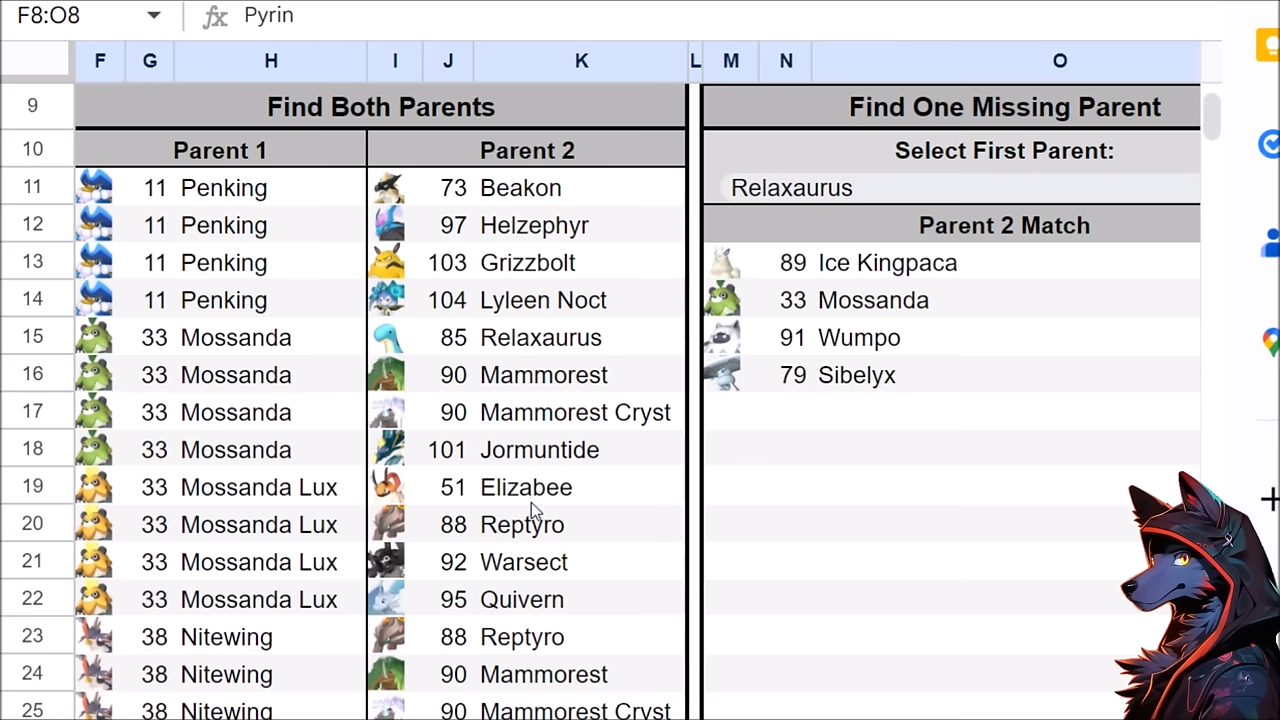 F8:O8 fx Pyrin
F G H I J K L M N O
9 Find Both Parents Find One Missing Parent
10 Parent 1 Parent 2 Select First Parent:
11 11 Penking 73 Beakon Relaxaurus
12 11 Penking 97 Helzephyr Parent 2 Match
13 11 Penking 103 Grizzbolt 89 Ice Kingpaca
14 11 Penking 104 Lyleen Noct 33 Mossanda
15 33 Mossanda 85 Relaxaurus 91 Wumpo
16 33 Mossanda 90 Mammorest 79 Sibelyx
17 33 Mossanda 90 Mammorest Cryst
18 33 Mossanda 101 Jormuntide
19 33 Mossanda Lux 51 Elizabee
20 33 Mossanda Lux 88 Reptyro
21 33 Mossanda Lux 92 Warsect
22 33 Mossanda Lux 95 Quivern
23 38 Nitewing 88 Reptyro
24 38 Nitewing 90 Mammorest
25 38 Nitewing 90 Mammorest Cryst